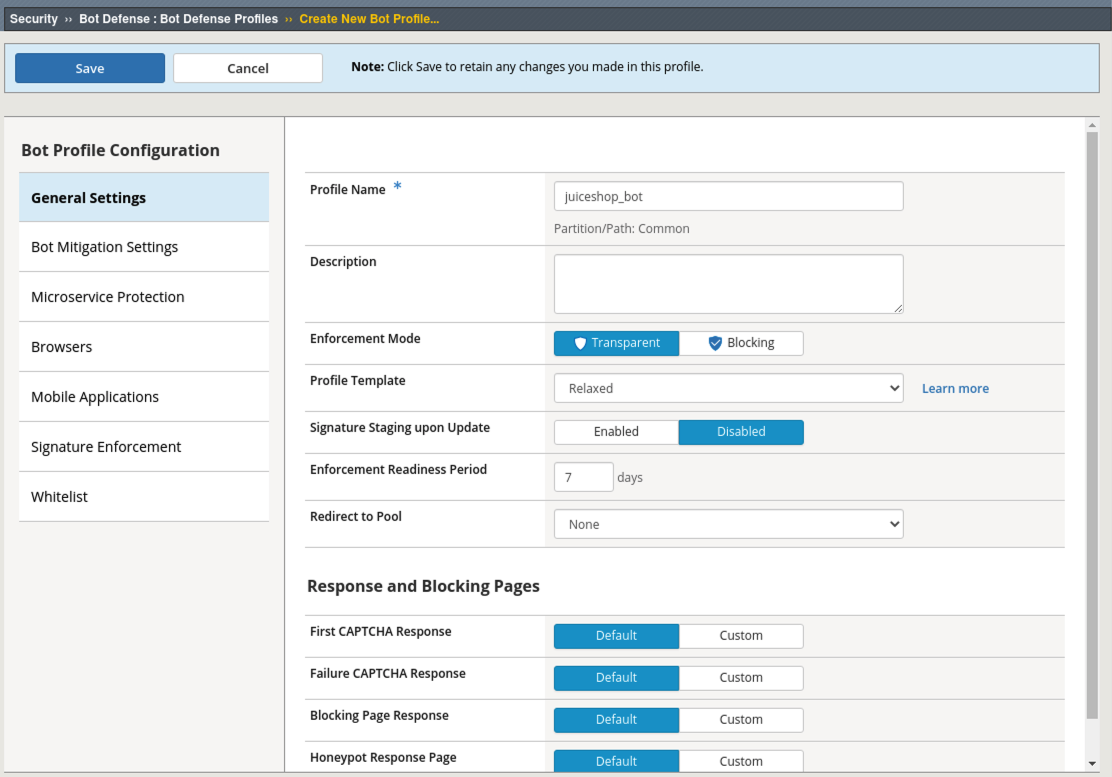 Security ›› Bot Defense : Bot Defense Profiles ›› Create New Bot Profile...
Save Cancel Note: Click Save to retain any changes you made in this profile.
Bot Profile Configuration
General Settings
Bot Mitigation Settings
Microservice Protection
Browsers
Mobile Applications
Signature Enforcement
Whitelist
Profile Name * juiceshop_bot
Partition/Path: Common
Description
Enforcement Mode Transparent Blocking
Profile Template Relaxed Learn more
Signature Staging upon Update Enabled Disabled
Enforcement Readiness Period 7 days
Redirect to Pool None
Response and Blocking Pages
First CAPTCHA Response Default Custom
Failure CAPTCHA Response Default Custom
Blocking Page Response Default Custom
Honeypot Response Page Default Custom